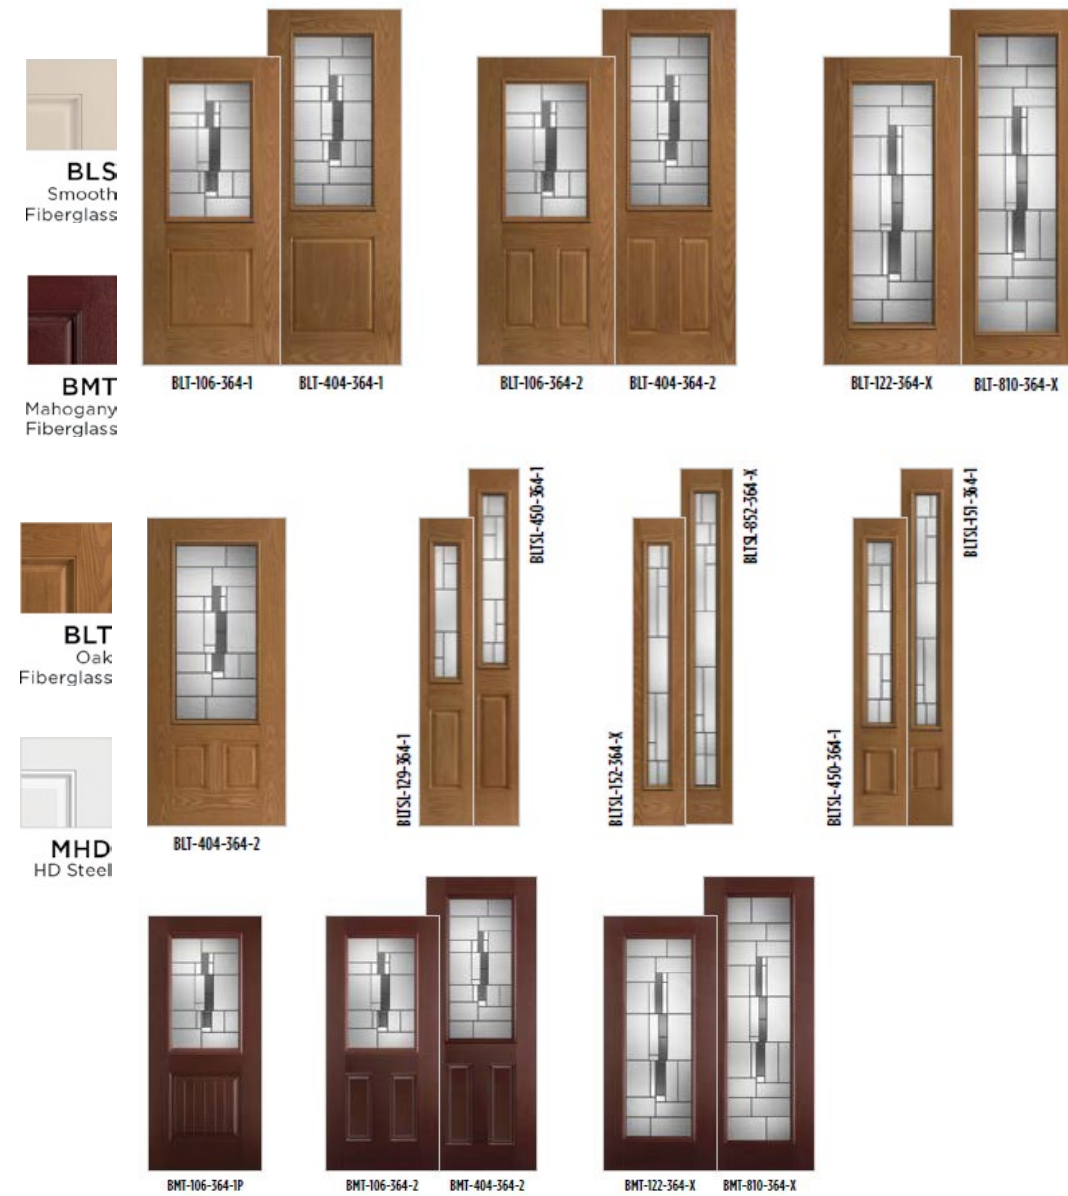 BLS
Smooth
Fiberglass
BMT
Mahogany
Fiberglass
BLT
Oak
Fiberglass
MHD
HD Steel
BLT-106-364-1
BLT-404-364-1
BLT-106-364-2
BLT-404-364-2
BLT-122-364-X
BLT-810-364-X
BLT-404-364-2
BLTSL-129-364-1
BLTSL-450-364-1
BLTSL-152-364-X
BLTSL-852-364-X
BLTSL-450-364-1
BLTSL-151-364-1
BMT-106-364-1P
BMT-106-364-2
BMT-404-364-2
BMT-122-364-X
BMT-810-364-X